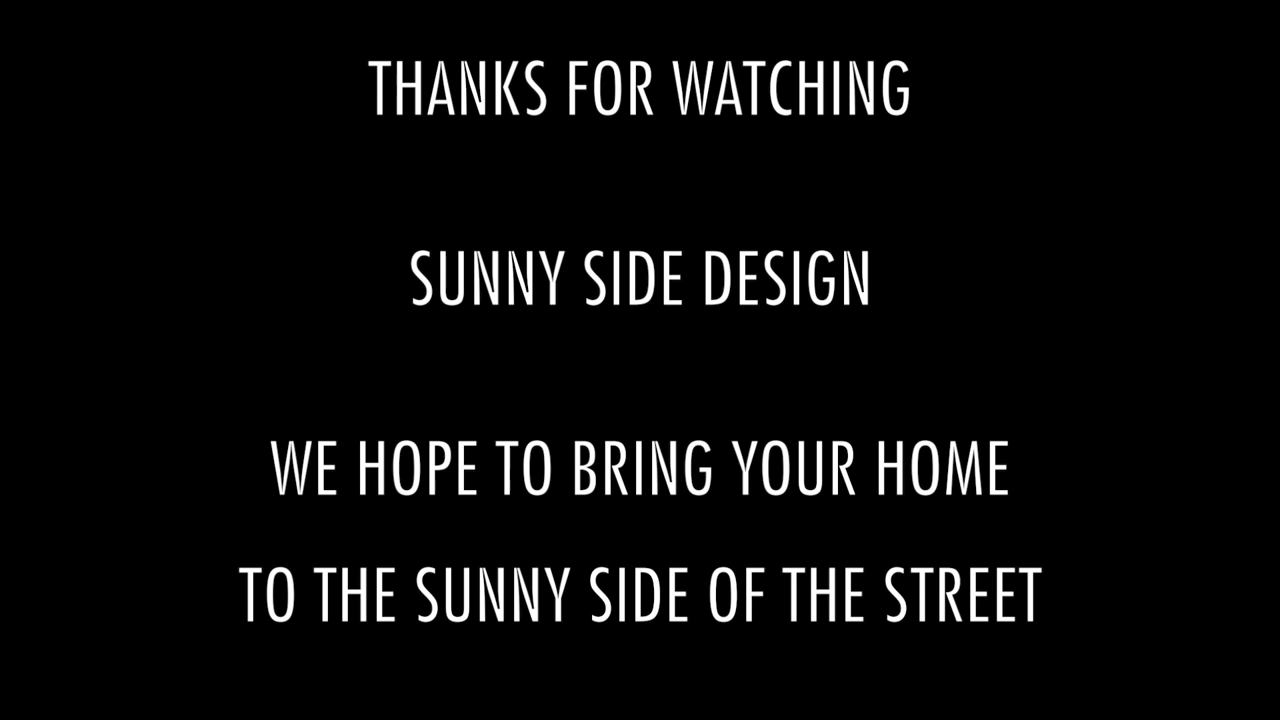 THANKS FOR WATCHING
SUNNY SIDE DESIGN
WE HOPE TO BRING YOUR HOME
TO THE SUNNY SIDE OF THE STREET